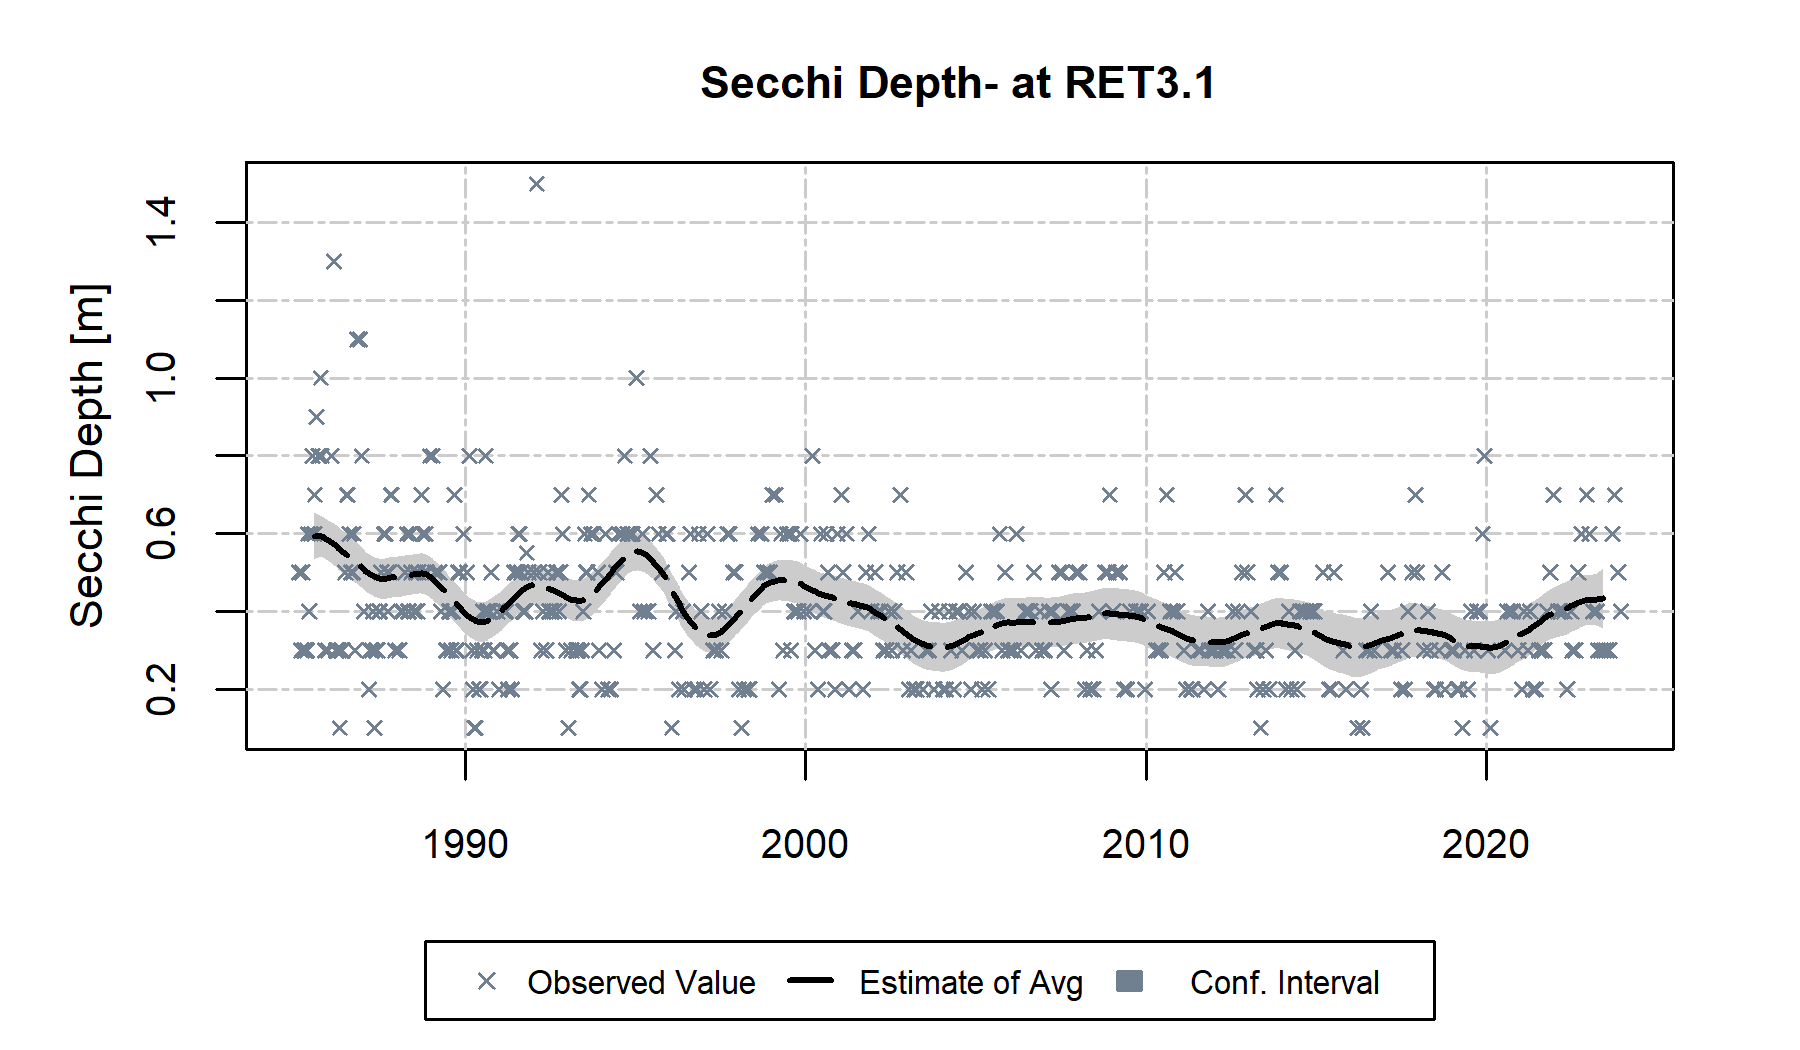 Secchi Depth- at RET3.1
Secchi Depth [m]
1.4
1.0
0.6
0.2
1990 2000 2010 2020
Observed Value Estimate of Avg Conf. Interval